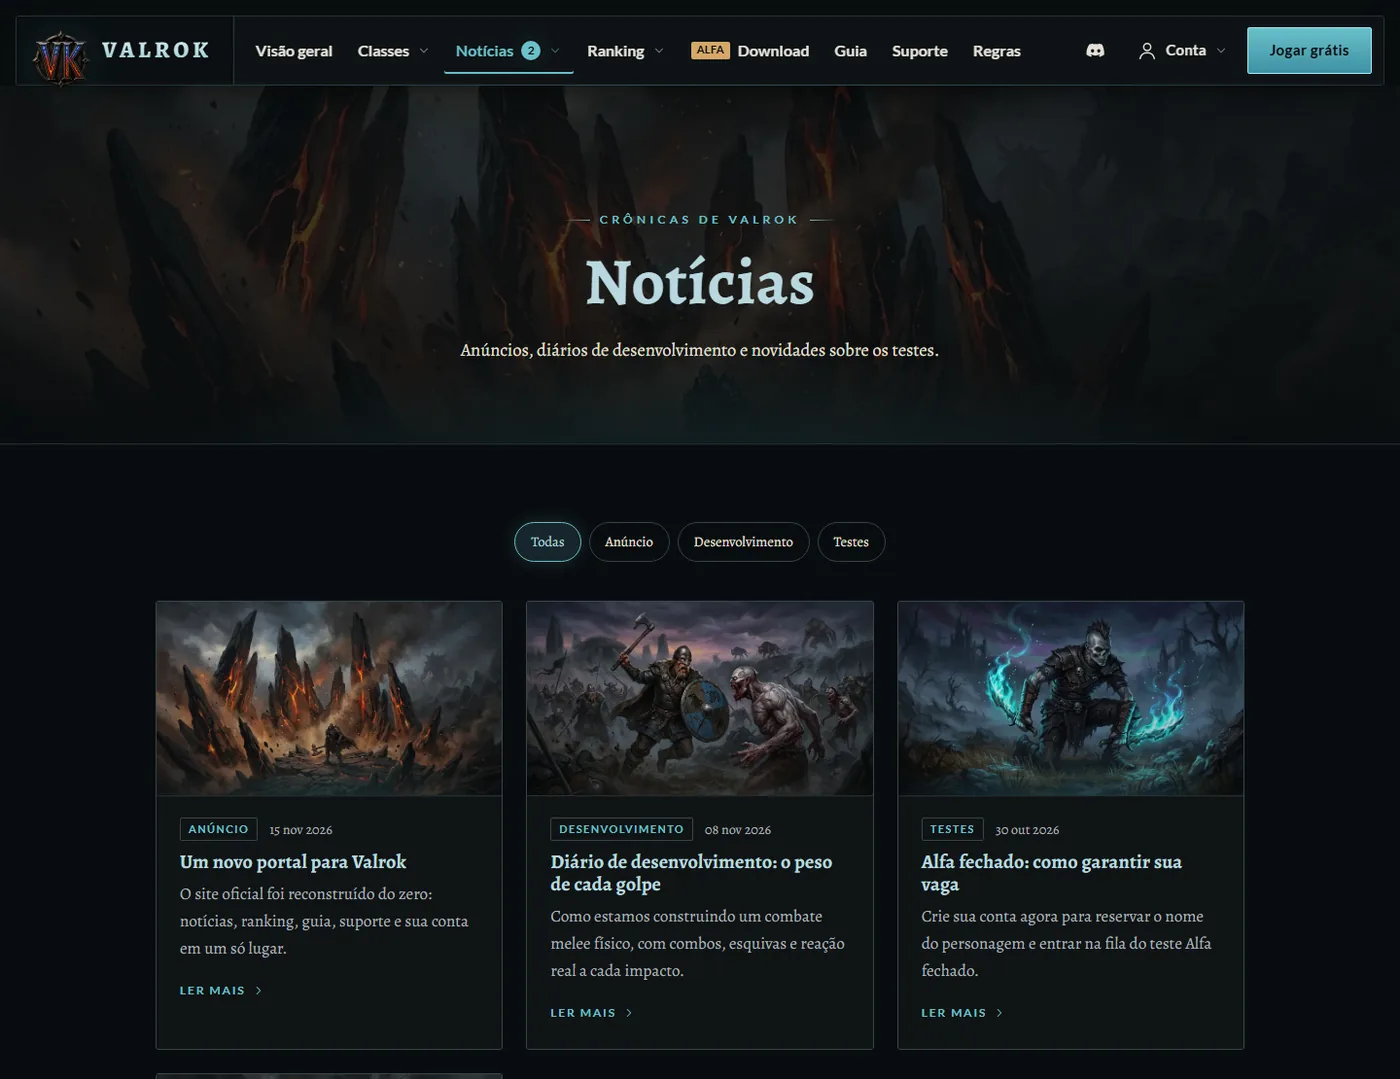 VK VALROK Visão geral Classes Notícias 2 Ranking ALFA Download Guia Suporte Regras Conta Jogar grátis
CRÔNICAS DE VALROK
Notícias
Anúncios, diários de desenvolvimento e novidades sobre os testes.
Todas Anúncio Desenvolvimento Testes
ANÚNCIO 15 nov 2026
Um novo portal para Valrok
O site oficial foi reconstruído do zero:
notícias, ranking, guia, suporte e sua conta
em um só lugar.
LER MAIS
DESENVOLVIMENTO 08 nov 2026
Diário de desenvolvimento: o peso
de cada golpe
Como estamos construindo um combate
melee físico, com combos, esquivas e reação
real a cada impacto.
LER MAIS
TESTES 30 out 2026
Alfa fechado: como garantir sua
vaga
Crie sua conta agora para reservar o nome
do personagem e entrar na fila do teste Alfa
fechado.
LER MAIS